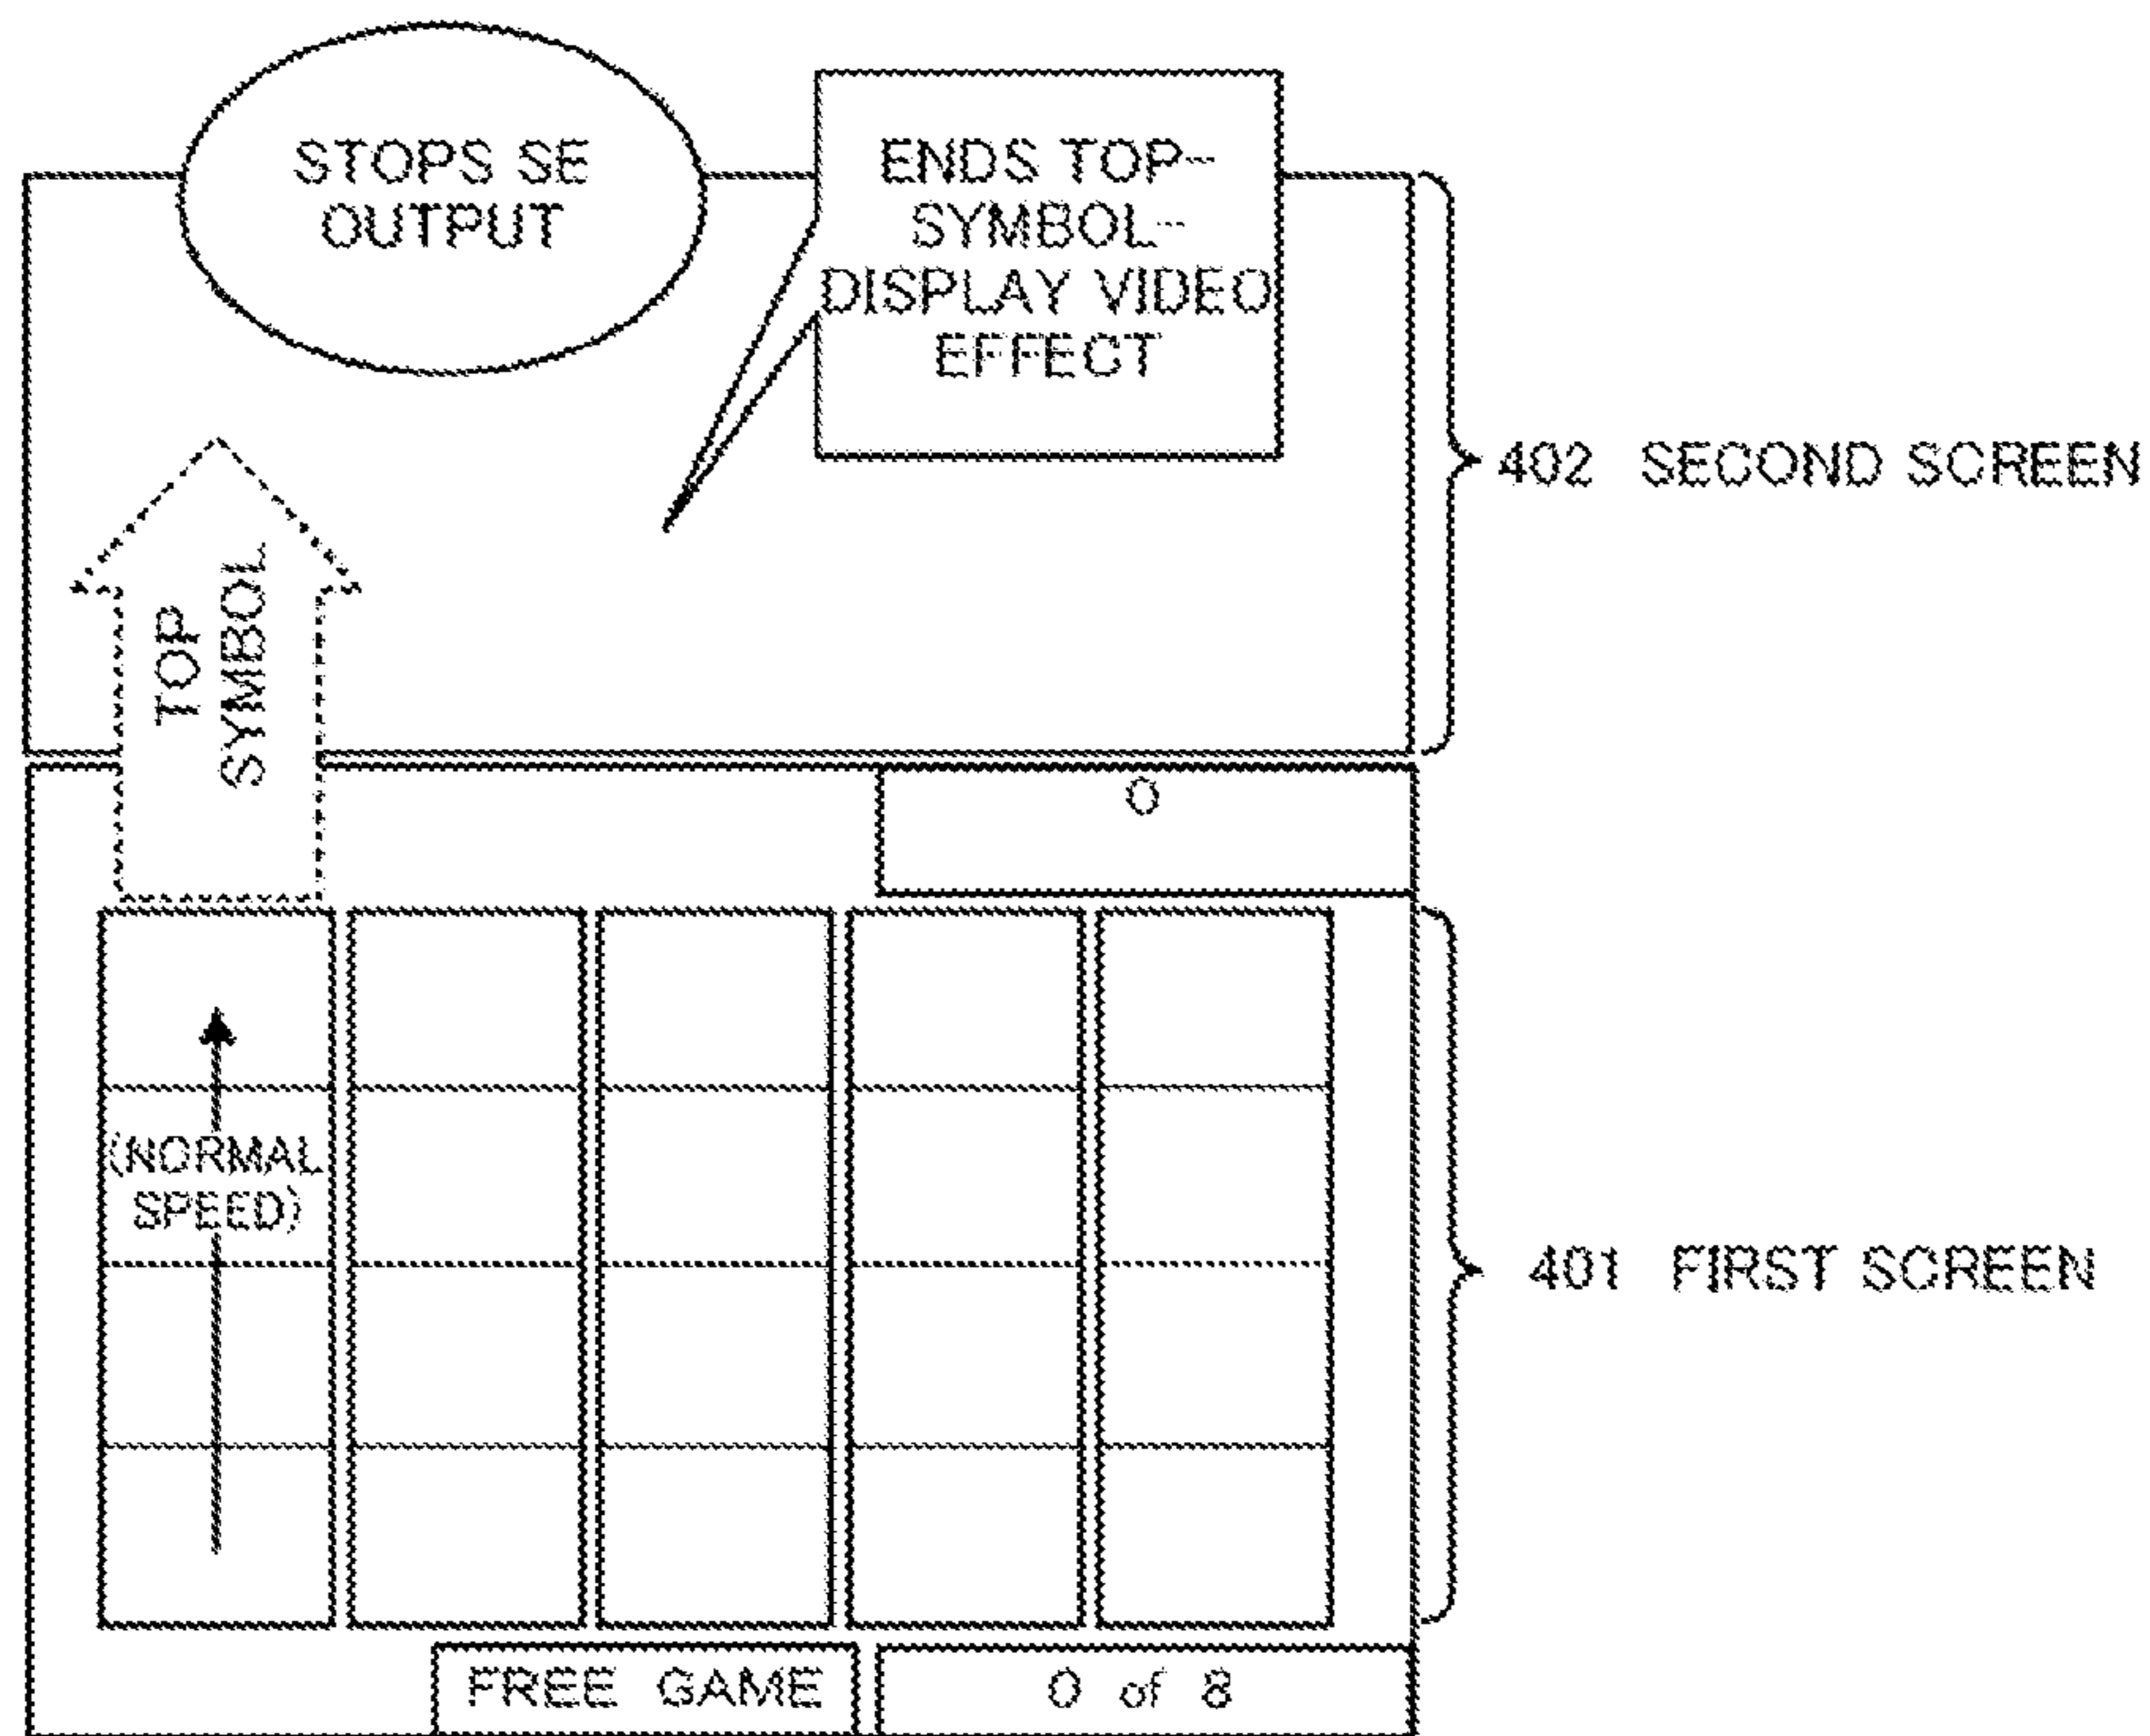 STOPS SE
OUTPUT
ENDS TOP-
SYMBOL-
DISPLAY VIDEO
EFFECT
402 SECOND SCREEN
TOP
SYMBOL
0
(NORMAL
SPEED)
401 FIRST SCREEN
FREE GAME
0 of 8